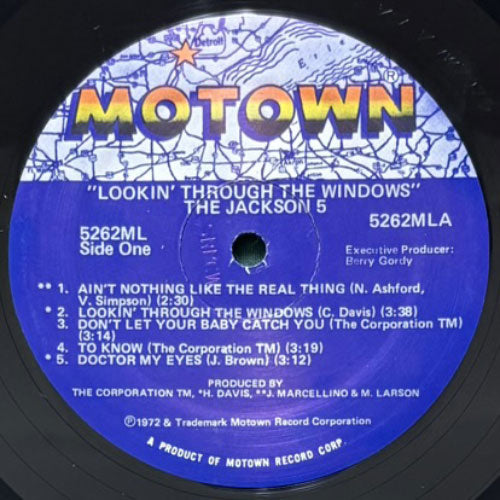 Detroit
MOTOWN®
"LOOKIN' THROUGH THE WINDOWS"
THE JACKSON 5
5262ML
Side One
5262MLA
Executive Producer:
Berry Gordy
** 1. AIN'T NOTHING LIKE THE REAL THING (N. Ashford,
V. Simpson) (2:30)
* 2. LOOKIN' THROUGH THE WINDOWS (C. Davis) (3:38)
3. DON'T LET YOUR BABY CATCH YOU (The Corporation TM)
(3:14)
4. TO KNOW (The Corporation TM) (3:19)
* 5. DOCTOR MY EYES (J. Brown) (3:12)
PRODUCED BY
THE CORPORATION TM, *H. DAVIS, **J. MARCELLINO & M. LARSON
℗1972 & Trademark Motown Record Corporation
A PRODUCT OF MOTOWN RECORD CORP.